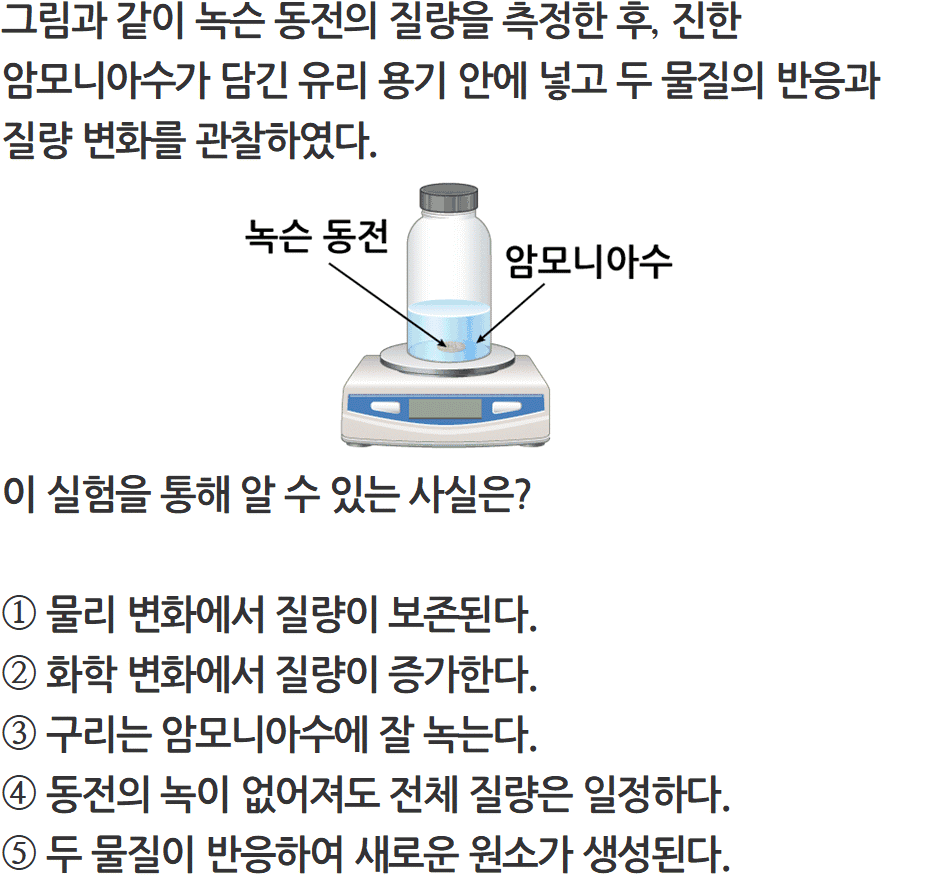 그림과 같이 녹슨 동전의 질량을 측정한 후, 진한
암모니아수가 담긴 유리 용기 안에 넣고 두 물질의 반응과
질량 변화를 관찰하였다.
녹슨 동전
암모니아수
이 실험을 통해 알 수 있는 사실은?
① 물리 변화에서 질량이 보존된다.
② 화학 변화에서 질량이 증가한다.
③ 구리는 암모니아수에 잘 녹는다.
④ 동전의 녹이 없어져도 전체 질량은 일정하다.
⑤ 두 물질이 반응하여 새로운 원소가 생성된다.